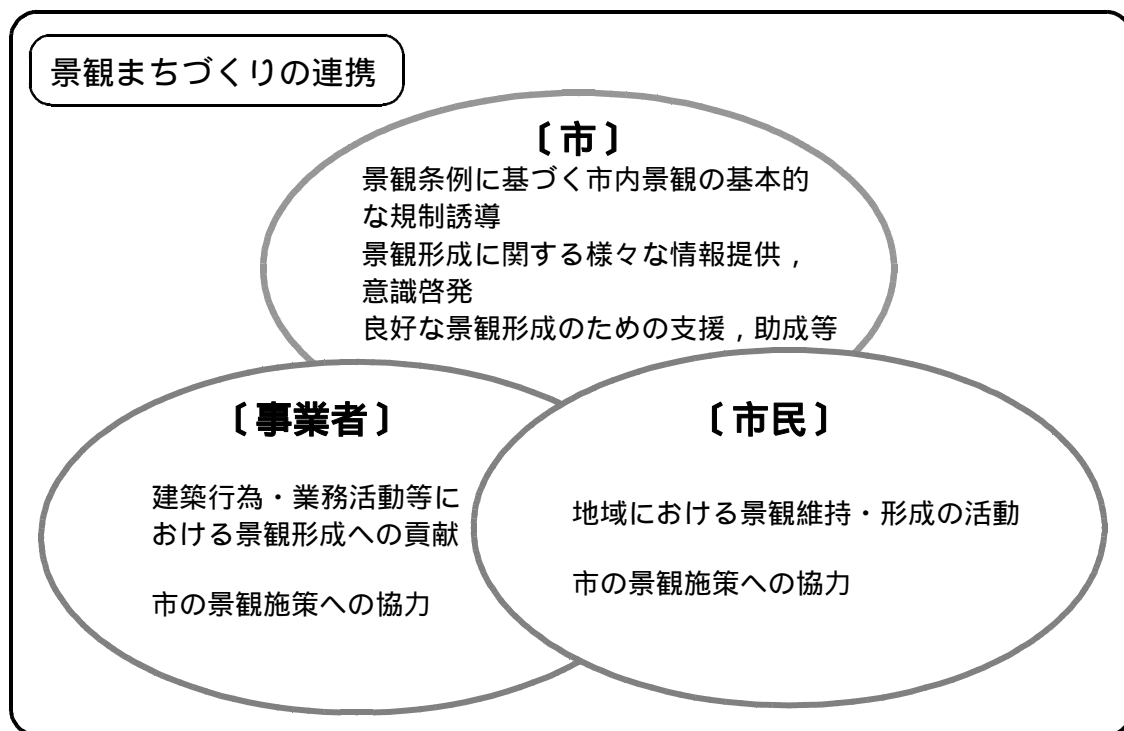 景観まちづくりの連携
〔市〕
景観条例に基づく市内景観の基本的
な規制誘導
景観形成に関する様々な情報提供，
意識啓発
良好な景観形成のための支援，助成等
〔事業者〕
建築行為・業務活動等に
おける景観形成への貢献
市の景観施策への協力
〔市民〕
地域における景観維持・形成の活動
市の景観施策への協力